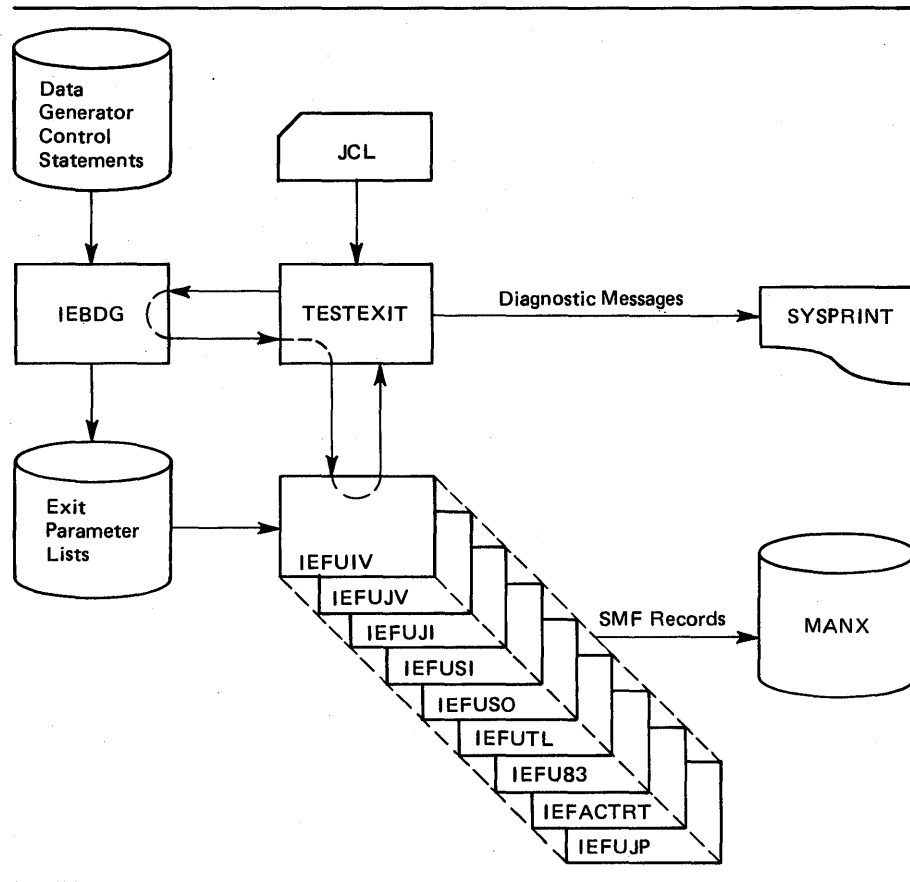 Data
Generator
Control
Statements
JCL
IEBDG
TESTEXIT
Diagnostic Messages
SYSPRINT
Exit
Parameter
Lists
IEFUIV
IEFUJV
IEFUJI
IEFUSI
IEFUSO
IEFUTL
IEFU83
IEFACTRT
IEFUJP
SMF Records
MANX